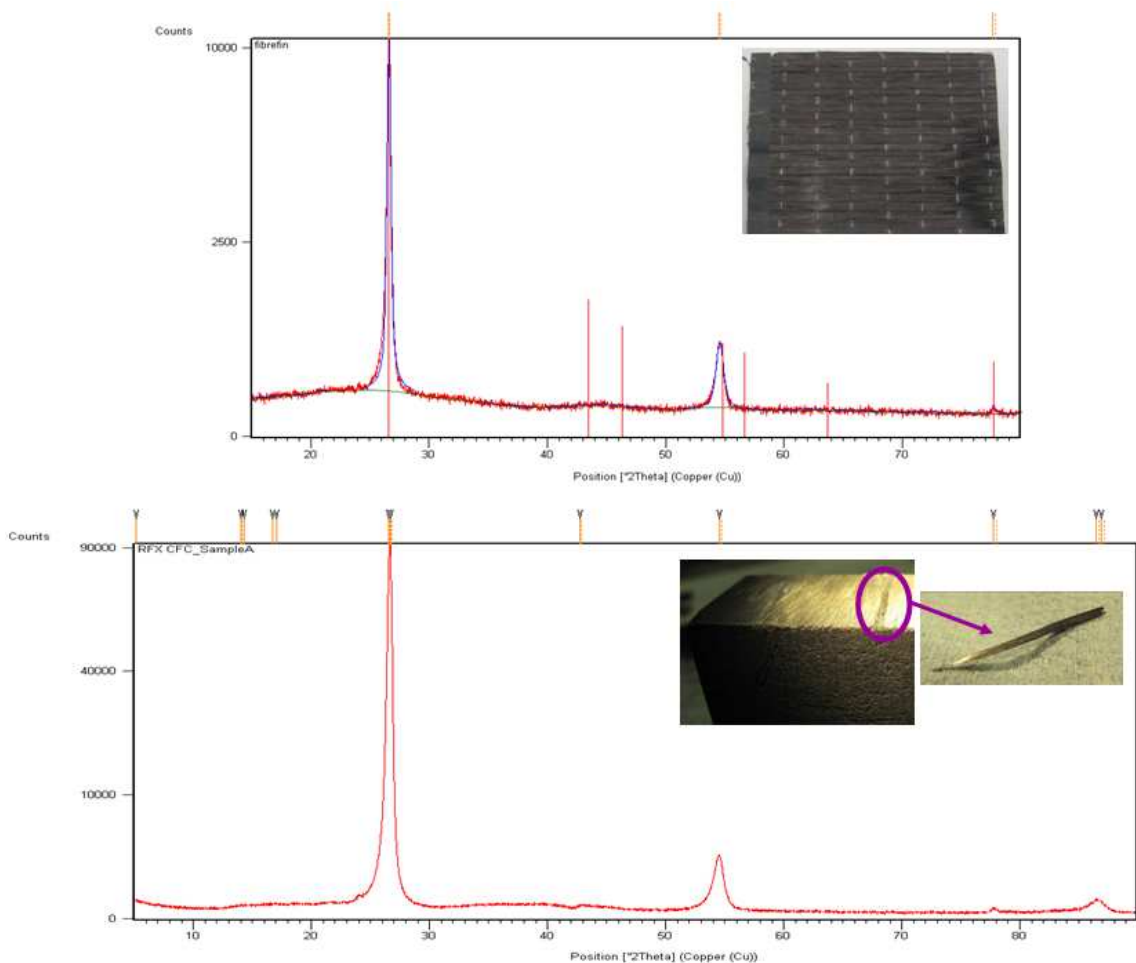 Counts
fibrefin
10000
2500
0
20 30 40 50 60 70
Position [°2Theta] (Copper (Cu))
Counts
RFX CFC_SampleA
90000
40000
10000
0
10 20 30 40 50 60 70 80
Position [°2Theta] (Copper (Cu))